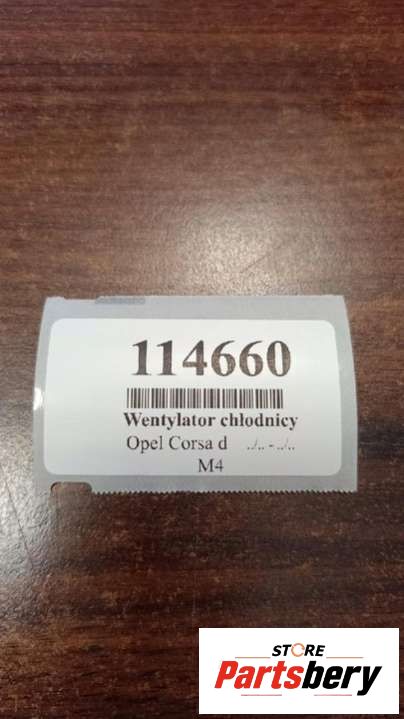 114660
Wentylator chłodnicy
Opel Corsa d ../.. - ../..
M4
STORE
Partsbery